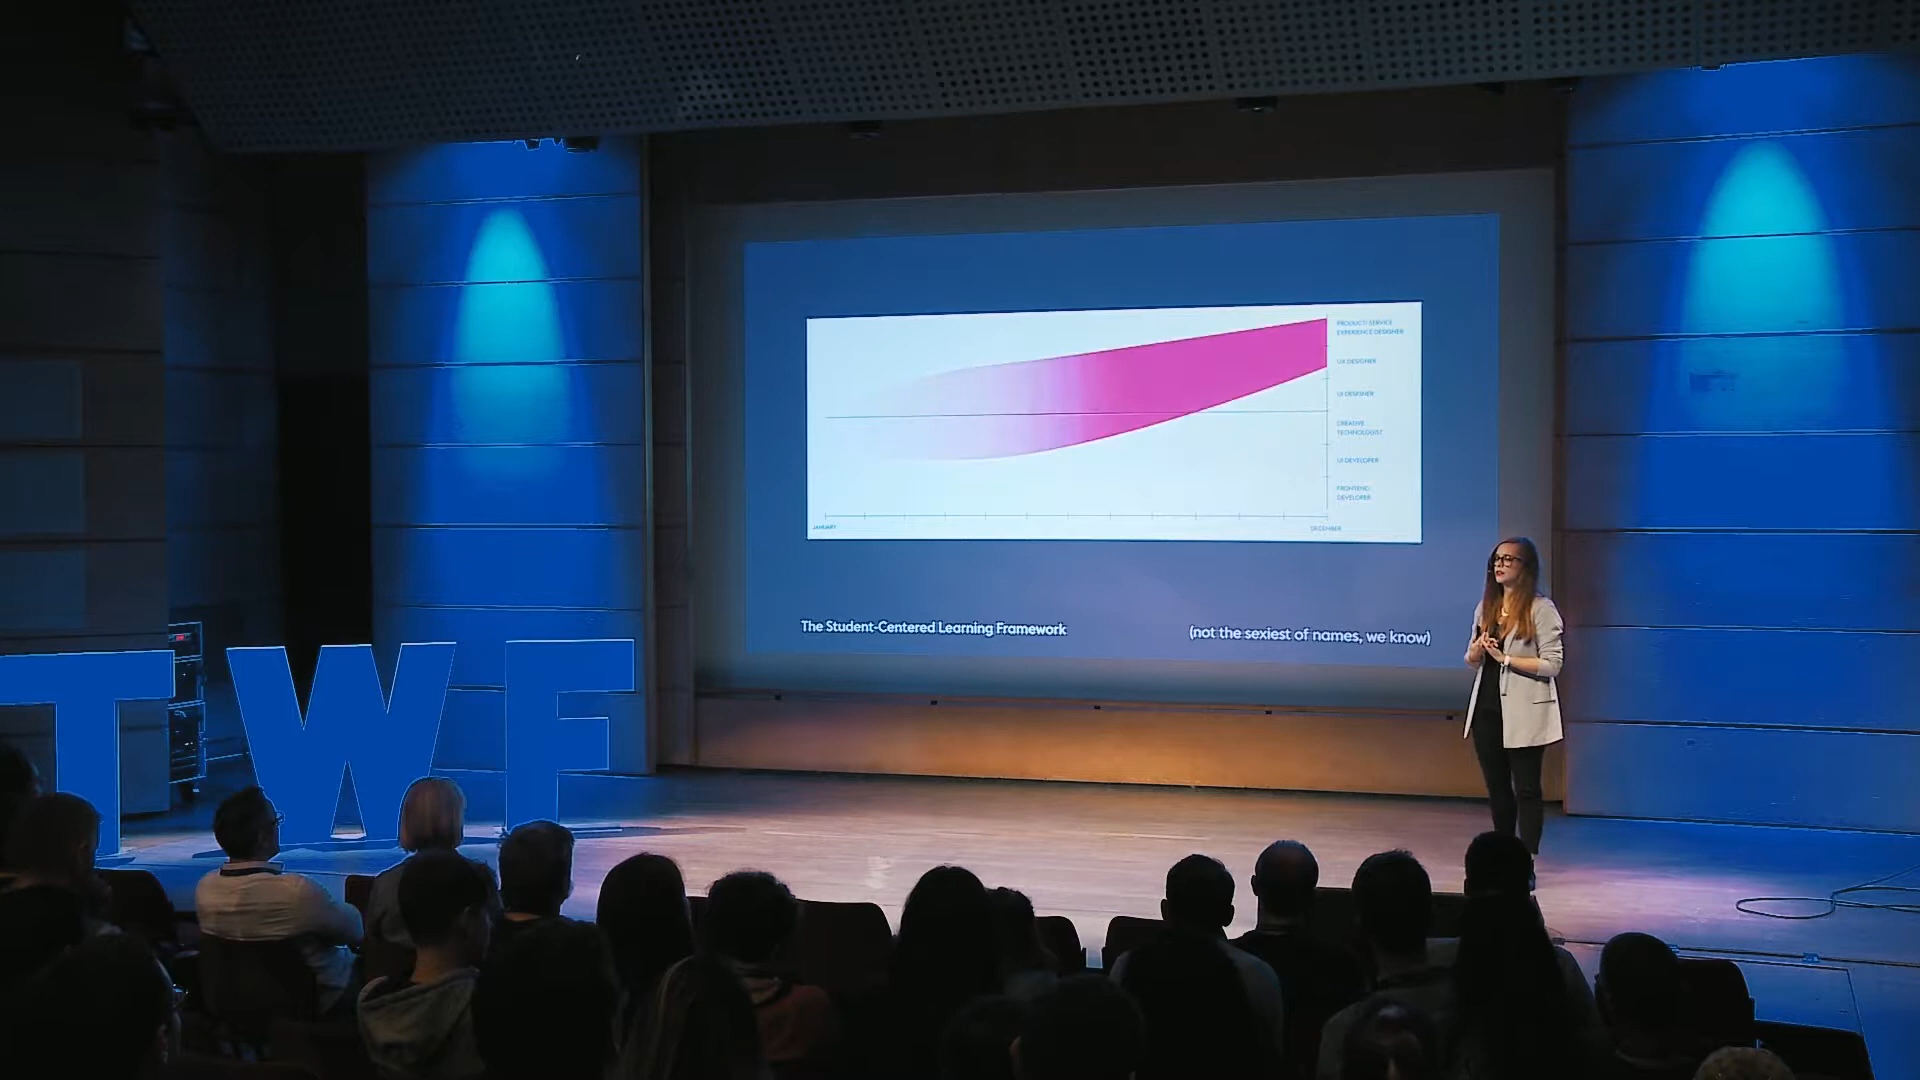 PRODUCT/ SERVICE
EXPERIENCE DESIGNER
UX DESIGNER
UI DESIGNER
CREATIVE
TECHNOLOGIST
UI DEVELOPER
FRONTEND
DEVELOPER
JANUARY
DECEMBER
The Student-Centered Learning Framework
(not the sexiest of names, we know)
TWF